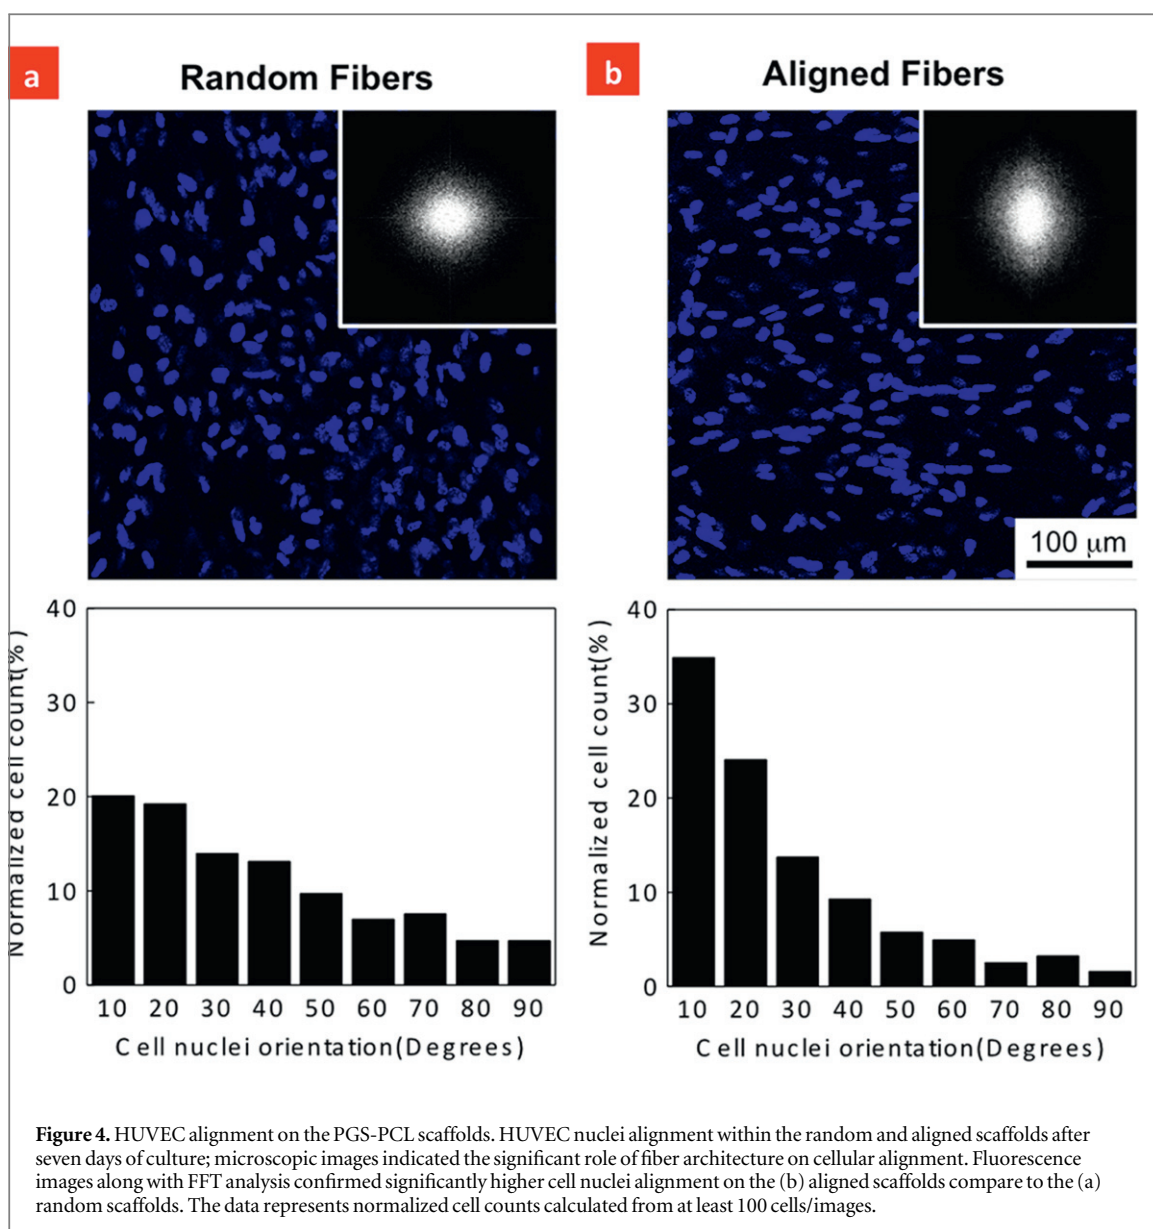 a
Random Fibers
b
Aligned Fibers
100 μm
40
30
20
10
0
Normalized cell count(%)
10 20 30 40 50 60 70 80 90
Cell nuclei orientation(Degrees)
40
30
20
10
0
Normalized cell count(%)
10 20 30 40 50 60 70 80 90
Cell nuclei orientation(Degrees)
Figure 4. HUVEC alignment on the PGS-PCL scaffolds. HUVEC nuclei alignment within the random and aligned scaffolds after
seven days of culture; microscopic images indicated the significant role of fiber architecture on cellular alignment. Fluorescence
images along with FFT analysis confirmed significantly higher cell nuclei alignment on the (b) aligned scaffolds compare to the (a)
random scaffolds. The data represents normalized cell counts calculated from at least 100 cells/images.